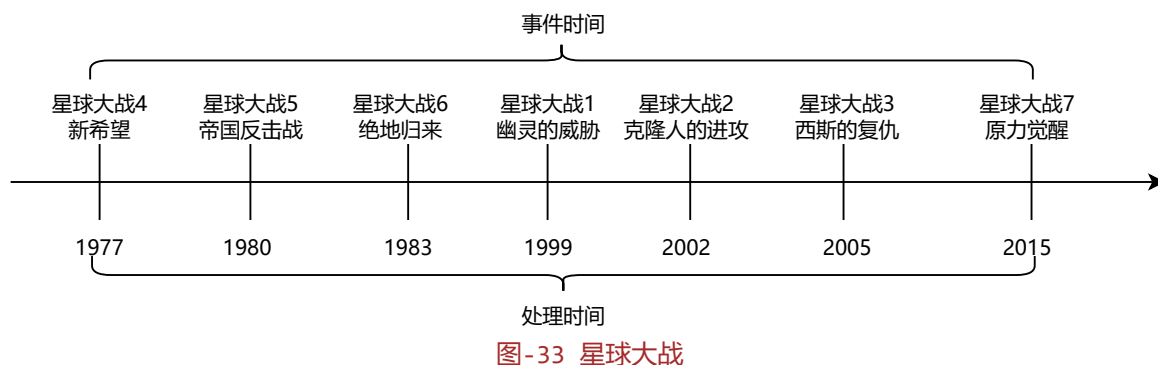 事件时间
星球大战4
新希望
星球大战5
帝国反击战
星球大战6
绝地归来
星球大战1
幽灵的威胁
星球大战2
克隆人的进攻
星球大战3
西斯的复仇
星球大战7
原力觉醒
1977
1980
1983
1999
2002
2005
2015
处理时间
图-33 星球大战